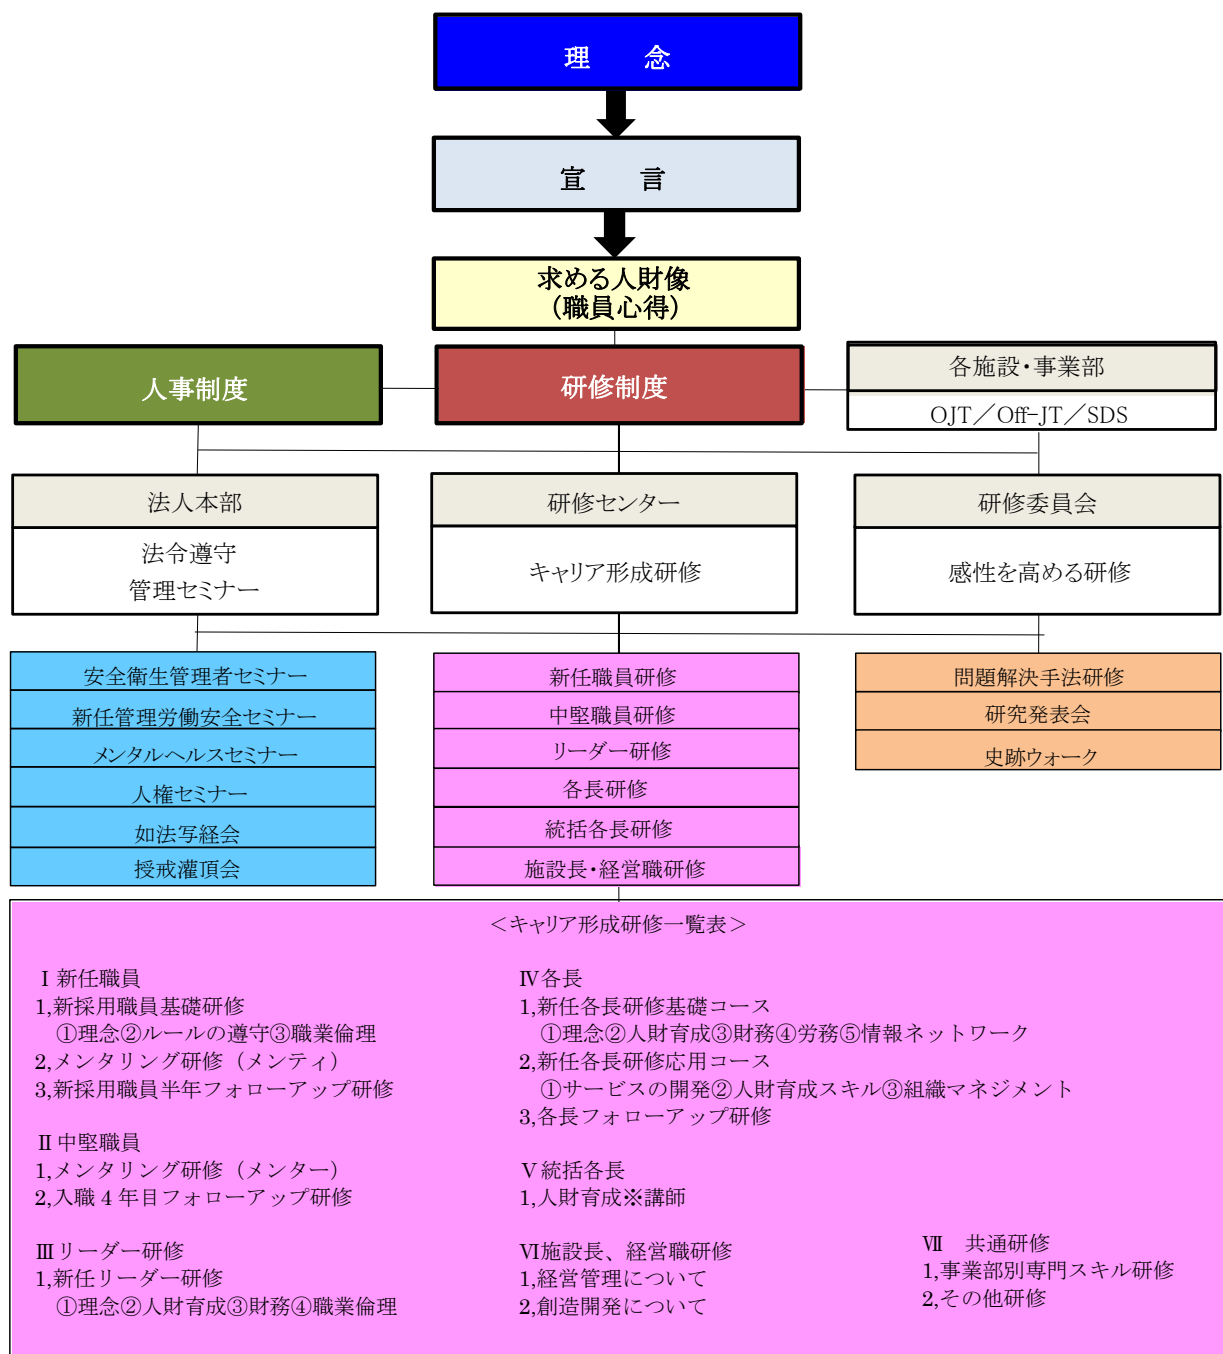 理　　念
宣　　言
求める人財像
（職員心得）
人事制度
研修制度
各施設・事業部
OJT／Off-JT／SDS
法人本部
法令遵守
管理セミナー
研修センター
キャリア形成研修
研修委員会
感性を高める研修
安全衛生管理者セミナー
新任管理労働安全セミナー
メンタルヘルスセミナー
人権セミナー
如法写経会
授戒灌頂会
新任職員研修
中堅職員研修
リーダー研修
各長研修
統括各長研修
施設長・経営職研修
問題解決手法研修
研究発表会
史跡ウォーク
＜キャリア形成研修一覧表＞
Ⅰ新任職員
1,新採用職員基礎研修
①理念②ルールの遵守③職業倫理
2,メンタリング研修（メンティ）
3,新採用職員半年フォローアップ研修
Ⅱ中堅職員
1,メンタリング研修（メンター）
2,入職４年目フォローアップ研修
Ⅲリーダー研修
1,新任リーダー研修
①理念②人財育成③財務④職業倫理
Ⅳ各長
1,新任各長研修基礎コース
①理念②人財育成③財務④労務⑤情報ネットワーク
2,新任各長研修応用コース
①サービスの開発②人財育成スキル③組織マネジメント
3,各長フォローアップ研修
Ⅴ統括各長
1,人財育成※講師
Ⅵ施設長、経営職研修
1,経営管理について
2,創造開発について
Ⅶ　共通研修
1,事業部別専門スキル研修
2,その他研修